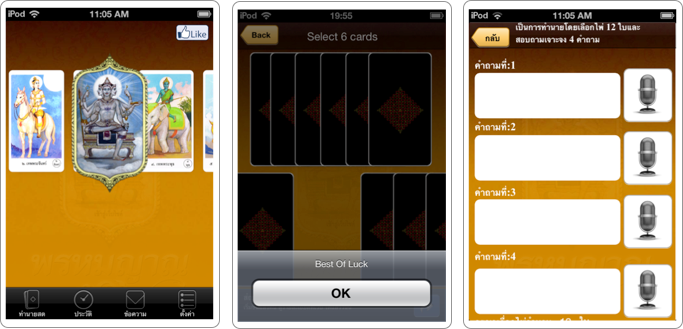 iPod
11:05 AM
Like
ทำนายสด
ประวัติ
ข้อความ
ตั้งค่า
iPod
19:55
Back
Select 6 cards
Best Of Luck
OK
iPod
11:05 AM
กลับ
เป็นการทำนายโดยเลือกไพ่ 12 ใบและ
สอบถามเจาะจง 4 คำถาม
คำถามที่:1
คำถามที่:2
คำถามที่:3
คำถามที่:4